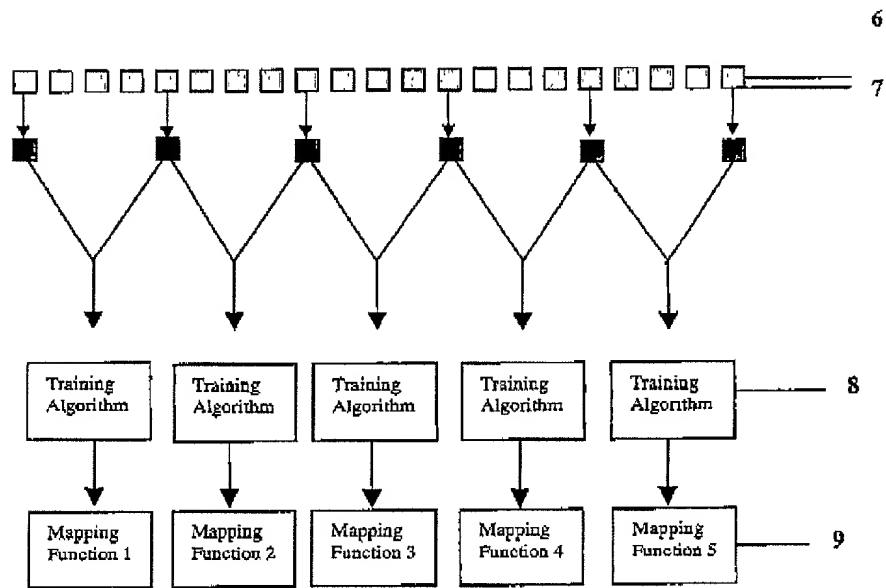 6
7
Training Algorithm
Training Algorithm
Training Algorithm
Training Algorithm
Training Algorithm
8
Mapping Function 1
Mapping Function 2
Mapping Function 3
Mapping Function 4
Mapping Function 5
9